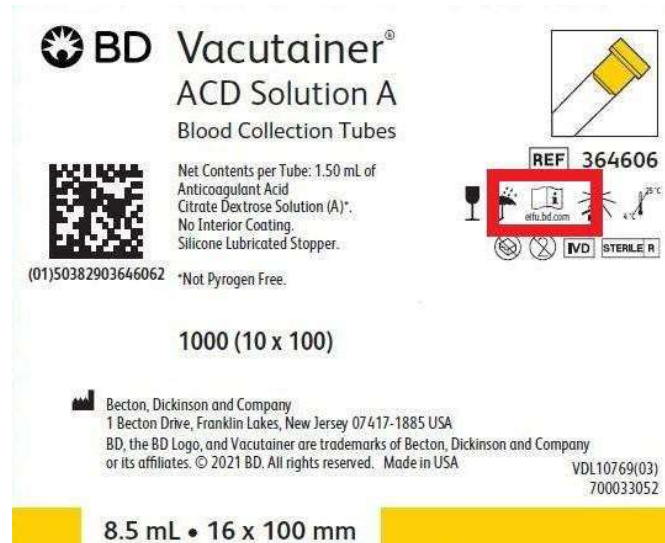 BD Vacutainer®
ACD Solution A
Blood Collection Tubes
Net Contents per Tube: 1.50 mL of
Anticoagulant Acid
Citrate Dextrose Solution (A)*.
No Interior Coating.
Silicone Lubricated Stopper.
*Not Pyrogen Free.
(01)50382903646062
REF 364606
i
eifu.bd.com
25°C
4°C
2
IVD
STERILE R
1000 (10 x 100)
Becton, Dickinson and Company
1 Becton Drive, Franklin Lakes, New Jersey 07417-1885 USA
BD, the BD Logo, and Vacutainer are trademarks of Becton, Dickinson and Company
or its affiliates. © 2021 BD. All rights reserved. Made in USA
VDL10769(03)
700033052
8.5 mL • 16 x 100 mm